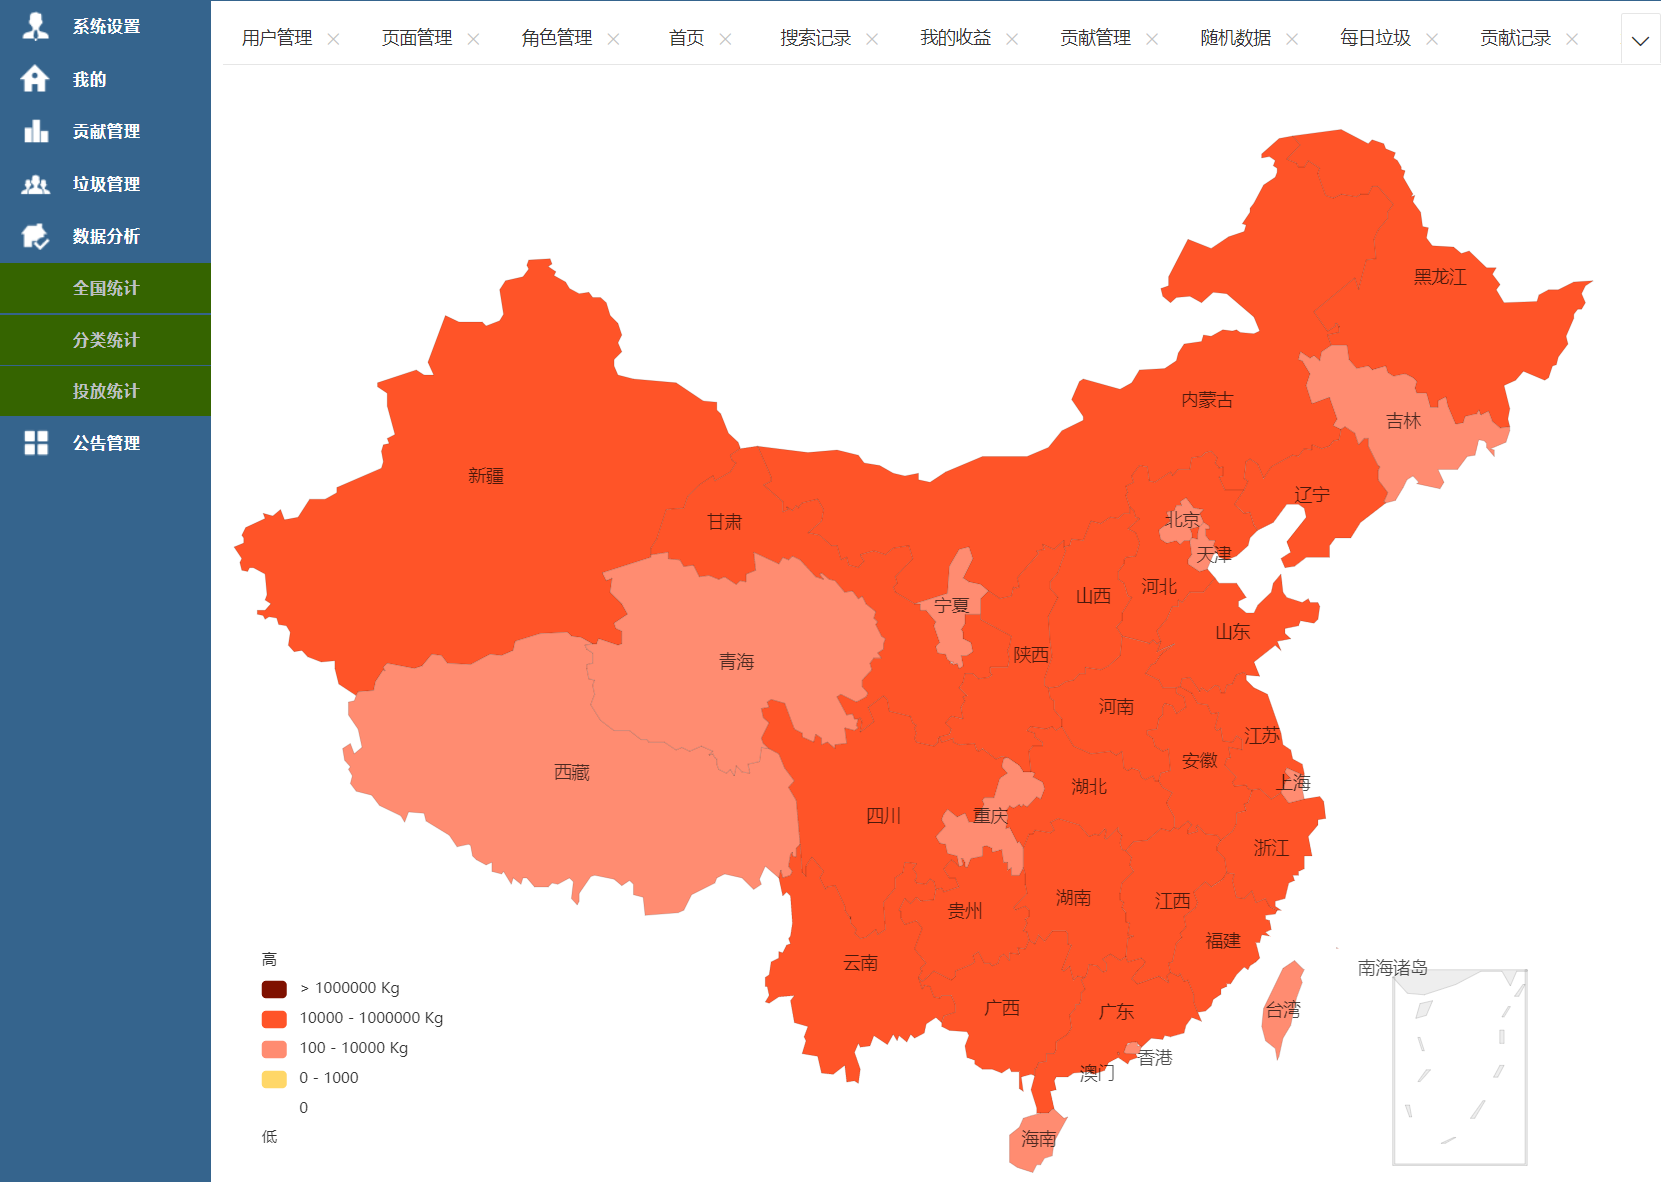 系统设置
我的
贡献管理
垃圾管理
数据分析
全国统计
分类统计
投放统计
公告管理
用户管理 页面管理 角色管理 首页 搜索记录 我的收益 贡献管理 随机数据 每日垃圾 贡献记录
黑龙江
内蒙古
吉林
新疆
辽宁
甘肃
北京
天津
河北
山西
宁夏
山东
陕西
青海
河南
江苏
安徽
西藏
上海
湖北
四川
重庆
浙江
湖南
江西
贵州
福建
云南
南海诸岛
广西
广东
台湾
香港
澳门
海南
高
> 1000000 Kg
10000 - 1000000 Kg
100 - 10000 Kg
0 - 1000
0
低